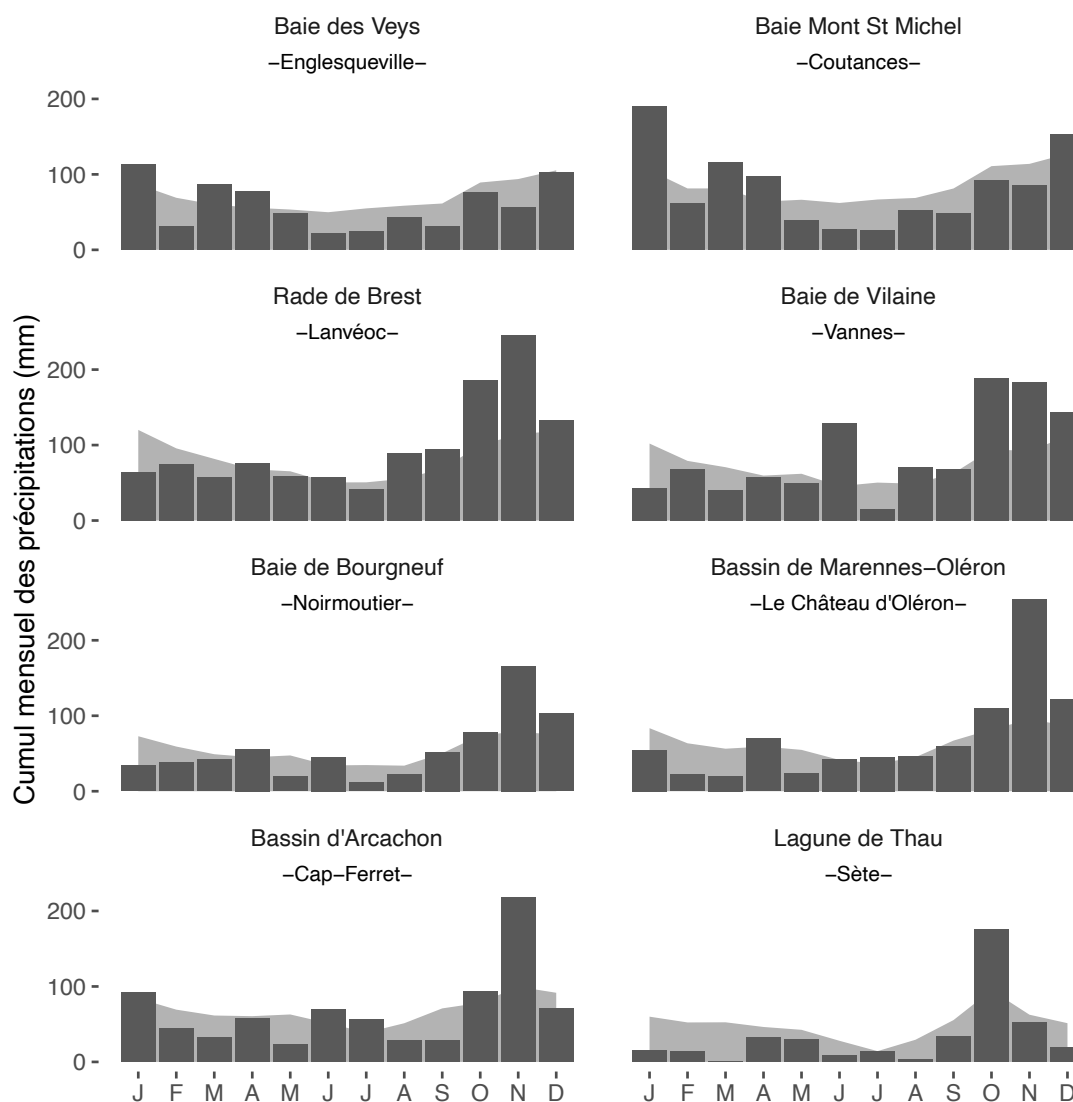 Baie des Veys
−Englesqueville−
Baie Mont St Michel
−Coutances−
200
100
0
Rade de Brest
−Lanvéoc−
Baie de Vilaine
−Vannes−
200
100
0
Cumul mensuel des précipitations (mm)
Baie de Bourgneuf
−Noirmoutier−
Bassin de Marennes−Oléron
−Le Château d'Oléron−
200
100
0
Bassin d'Arcachon
−Cap−Ferret−
Lagune de Thau
−Sète−
200
100
0
J F M A M J J A S O N D
J F M A M J J A S O N D